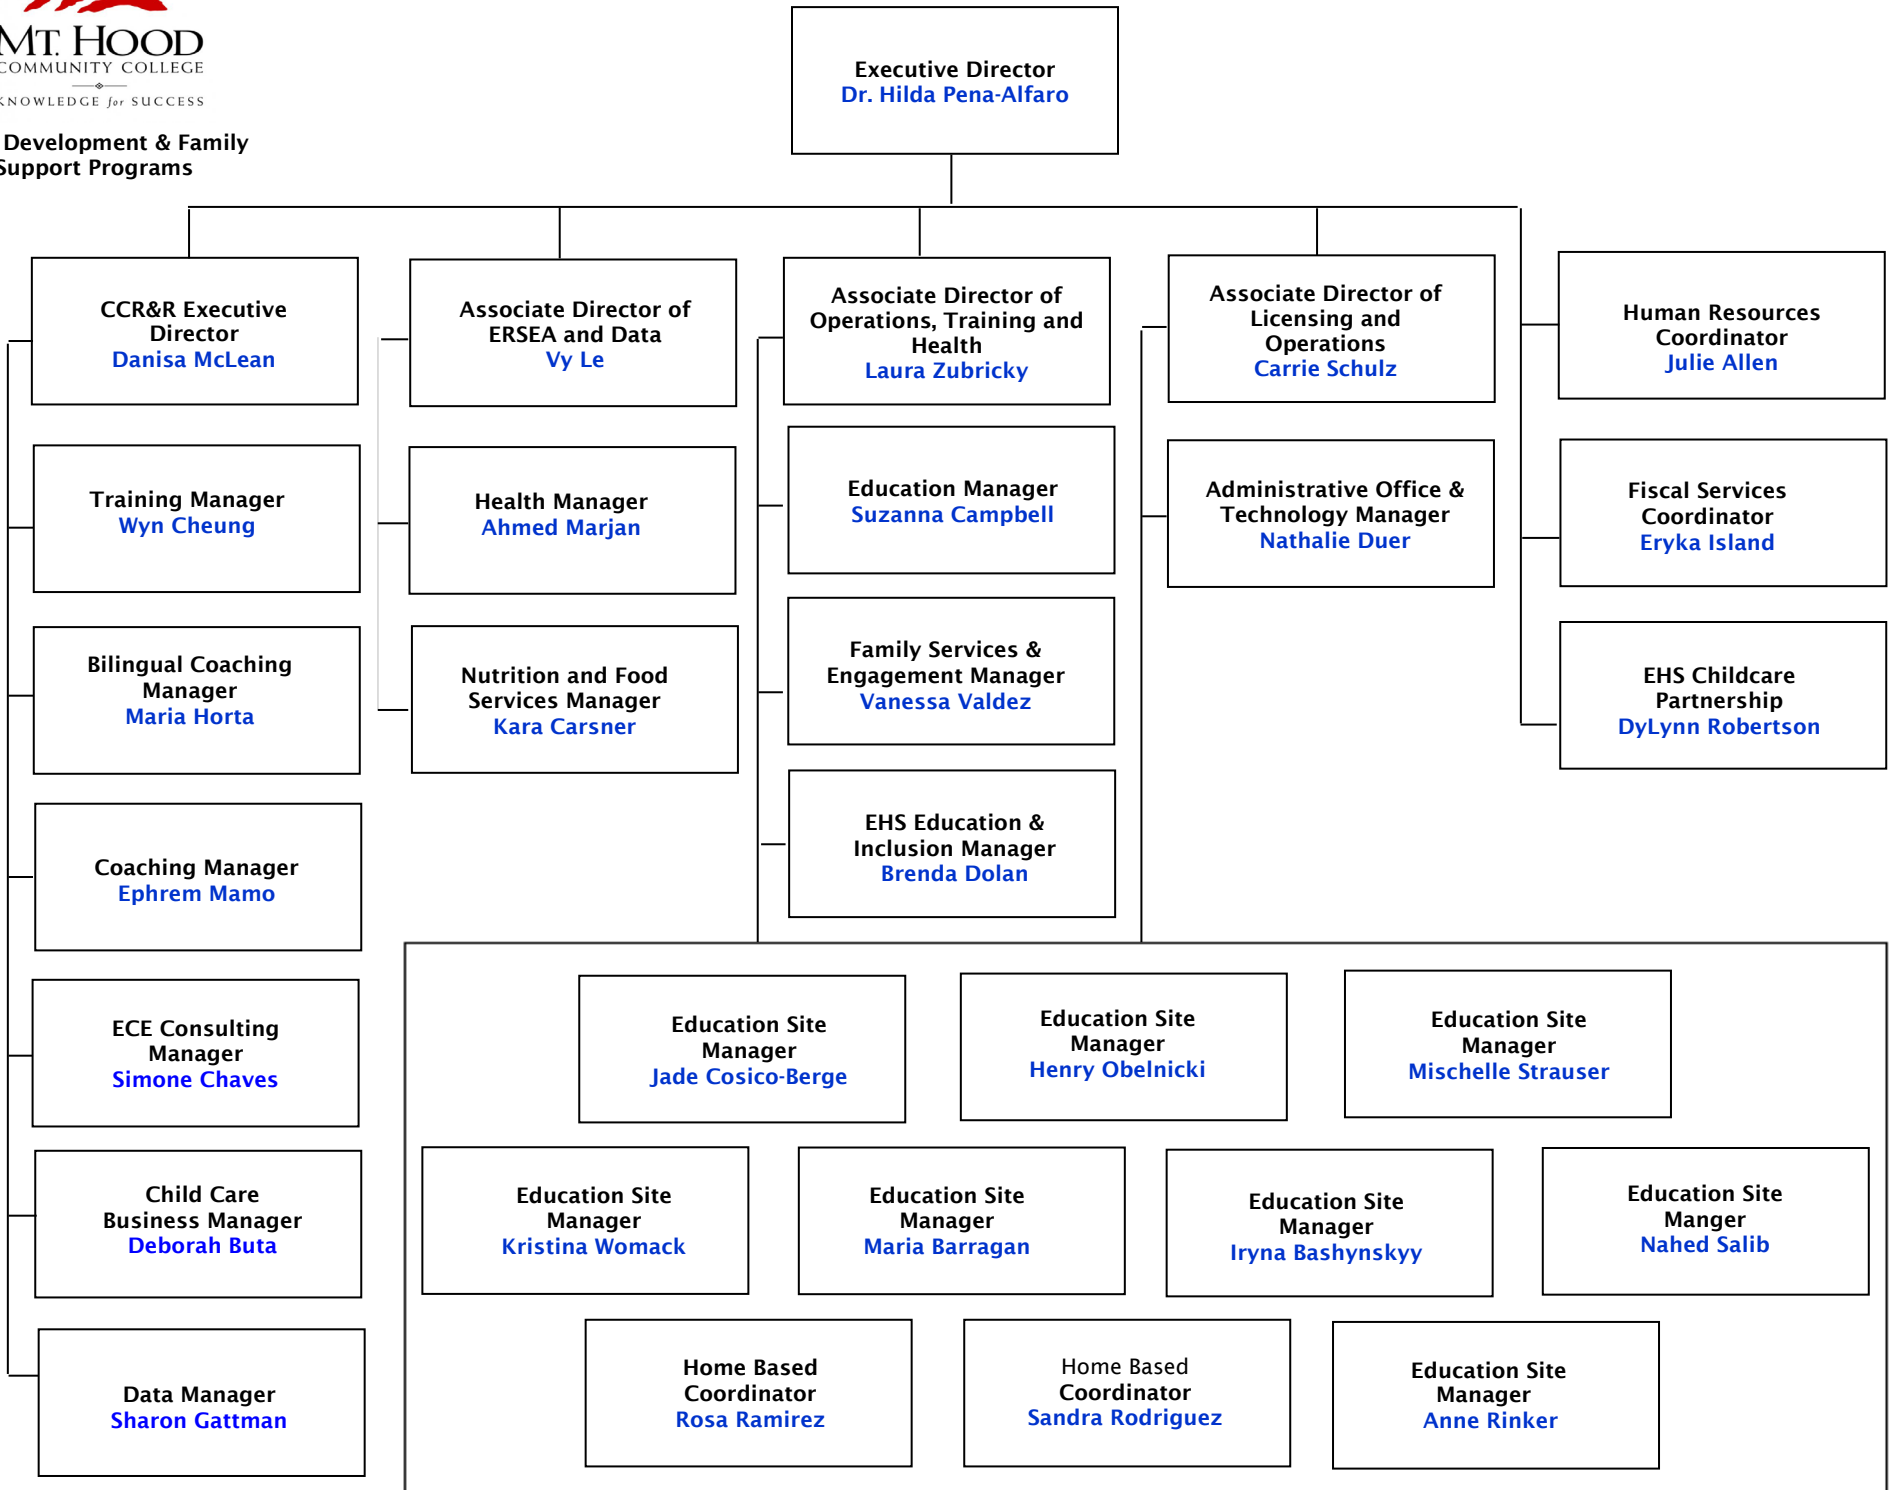 MT. HOOD
COMMUNITY COLLEGE
KNOWLEDGE for SUCCESS
Development & Family
Support Programs
Executive Director
Dr. Hilda Pena-Alfaro
CCR&R Executive
Director
Danisa McLean
Associate Director of
ERSEA and Data
Vy Le
Associate Director of
Operations, Training and
Health
Laura Zubricky
Associate Director of
Licensing and
Operations
Carrie Schulz
Human Resources
Coordinator
Julie Allen
Training Manager
Wyn Cheung
Health Manager
Ahmed Marjan
Education Manager
Suzanna Campbell
Administrative Office &
Technology Manager
Nathalie Duer
Fiscal Services
Coordinator
Eryka Island
Bilingual Coaching
Manager
Maria Horta
Nutrition and Food
Services Manager
Kara Carsner
Family Services &
Engagement Manager
Vanessa Valdez
EHS Childcare
Partnership
DyLynn Robertson
Coaching Manager
Ephrem Mamo
EHS Education &
Inclusion Manager
Brenda Dolan
ECE Consulting
Manager
Simone Chaves
Education Site
Manager
Jade Cosico-Berge
Education Site
Manager
Henry Obelnicki
Education Site
Manager
Mischelle Strauser
Child Care
Business Manager
Deborah Buta
Education Site
Manager
Kristina Womack
Education Site
Manager
Maria Barragan
Education Site
Manager
Iryna Bashynskyy
Education Site
Manger
Nahed Salib
Data Manager
Sharon Gattman
Home Based
Coordinator
Rosa Ramirez
Home Based
Coordinator
Sandra Rodriguez
Education Site
Manager
Anne Rinker